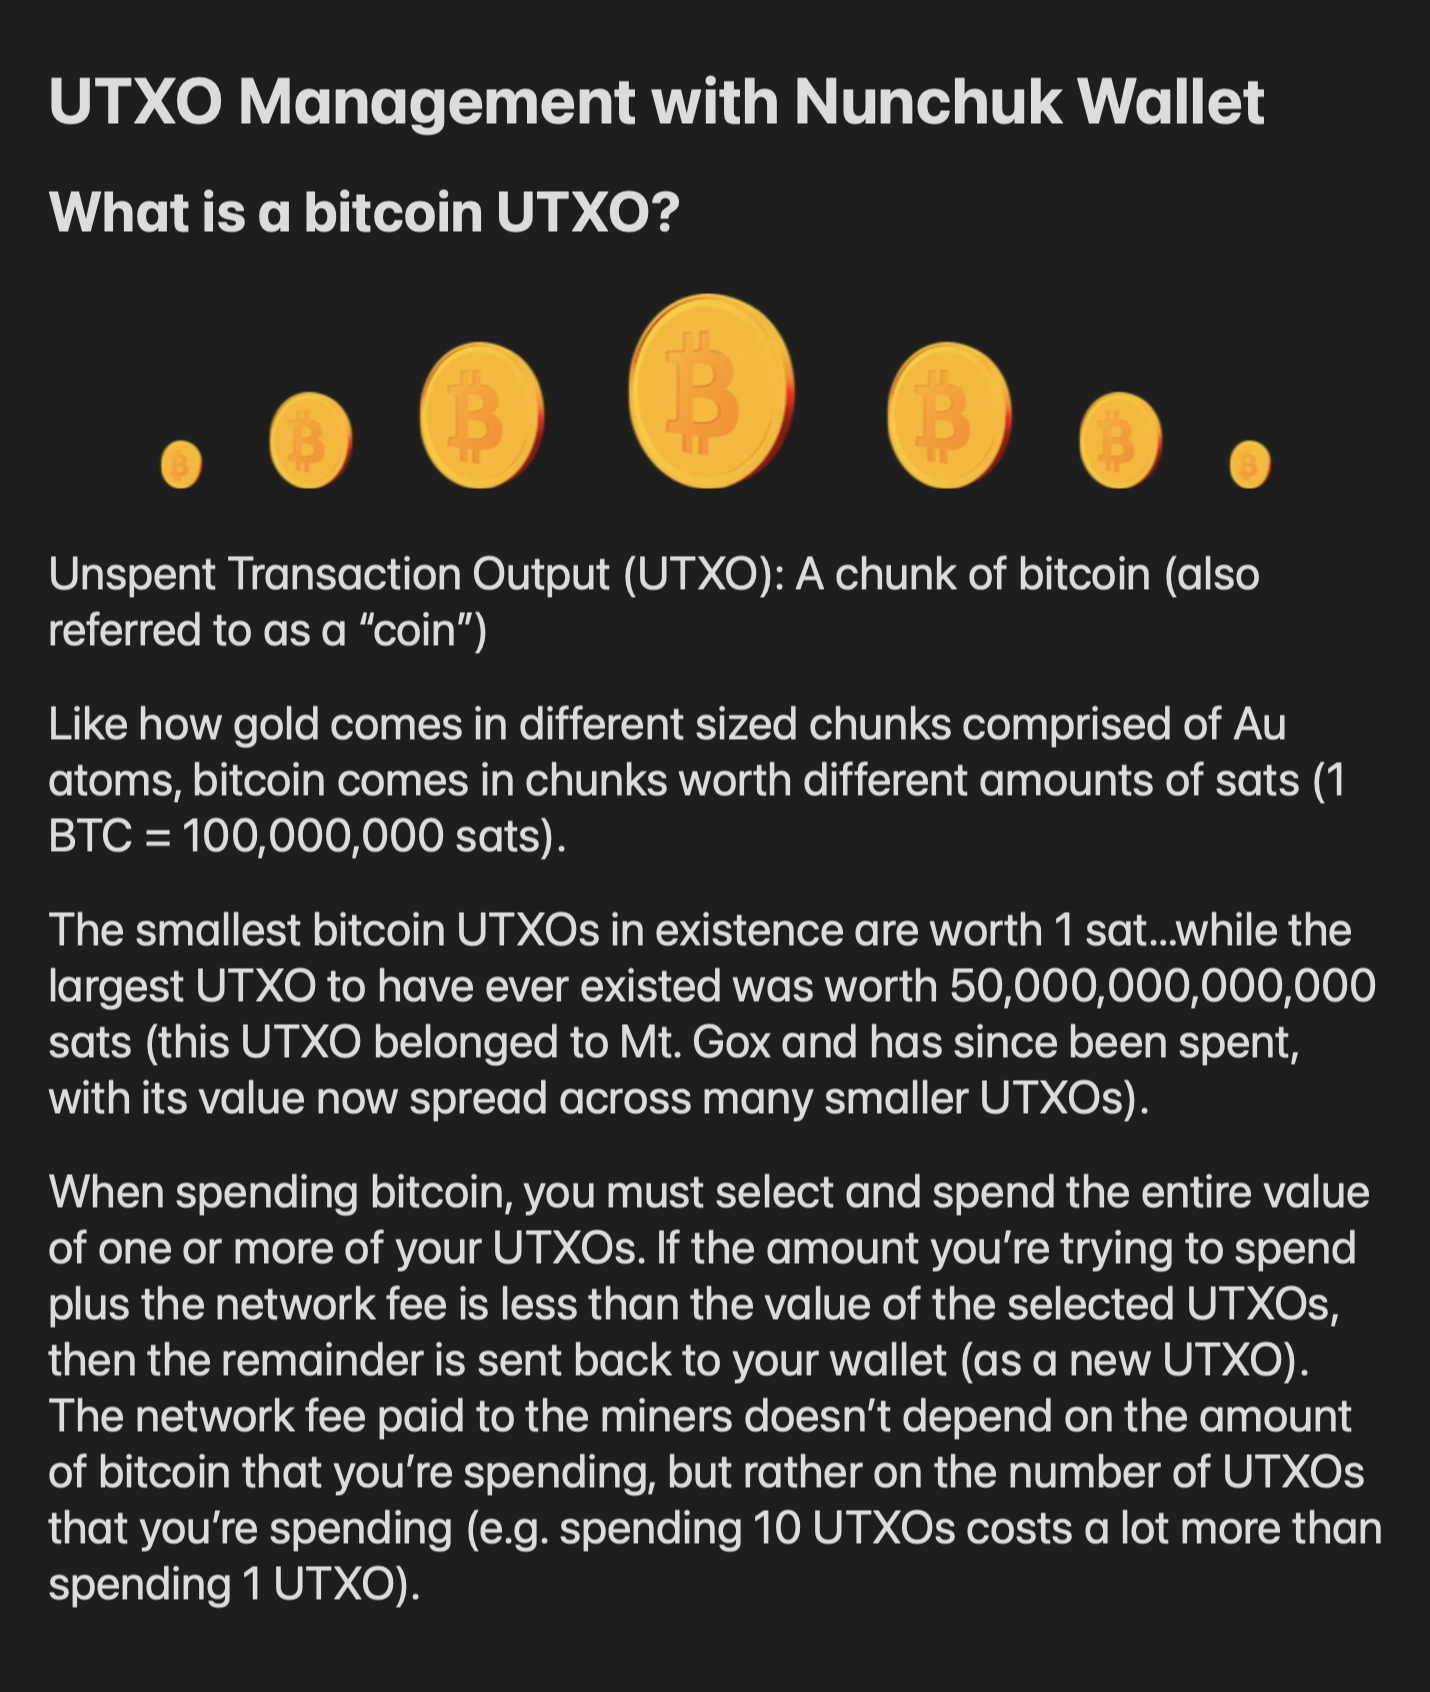 UTXO Management with Nunchuk Wallet
What is a bitcoin UTXO?
Unspent Transaction Output (UTXO): A chunk of bitcoin (also
referred to as a “coin”)
Like how gold comes in different sized chunks comprised of Au
atoms, bitcoin comes in chunks worth different amounts of sats (1
BTC = 100,000,000 sats).
The smallest bitcoin UTXOs in existence are worth 1 sat...while the
largest UTXO to have ever existed was worth 50,000,000,000,000
sats (this UTXO belonged to Mt. Gox and has since been spent,
with its value now spread across many smaller UTXOs).
When spending bitcoin, you must select and spend the entire value
of one or more of your UTXOs. If the amount you’re trying to spend
plus the network fee is less than the value of the selected UTXOs,
then the remainder is sent back to your wallet (as a new UTXO).
The network fee paid to the miners doesn’t depend on the amount
of bitcoin that you’re spending, but rather on the number of UTXOs
that you’re spending (e.g. spending 10 UTXOs costs a lot more than
spending 1 UTXO).